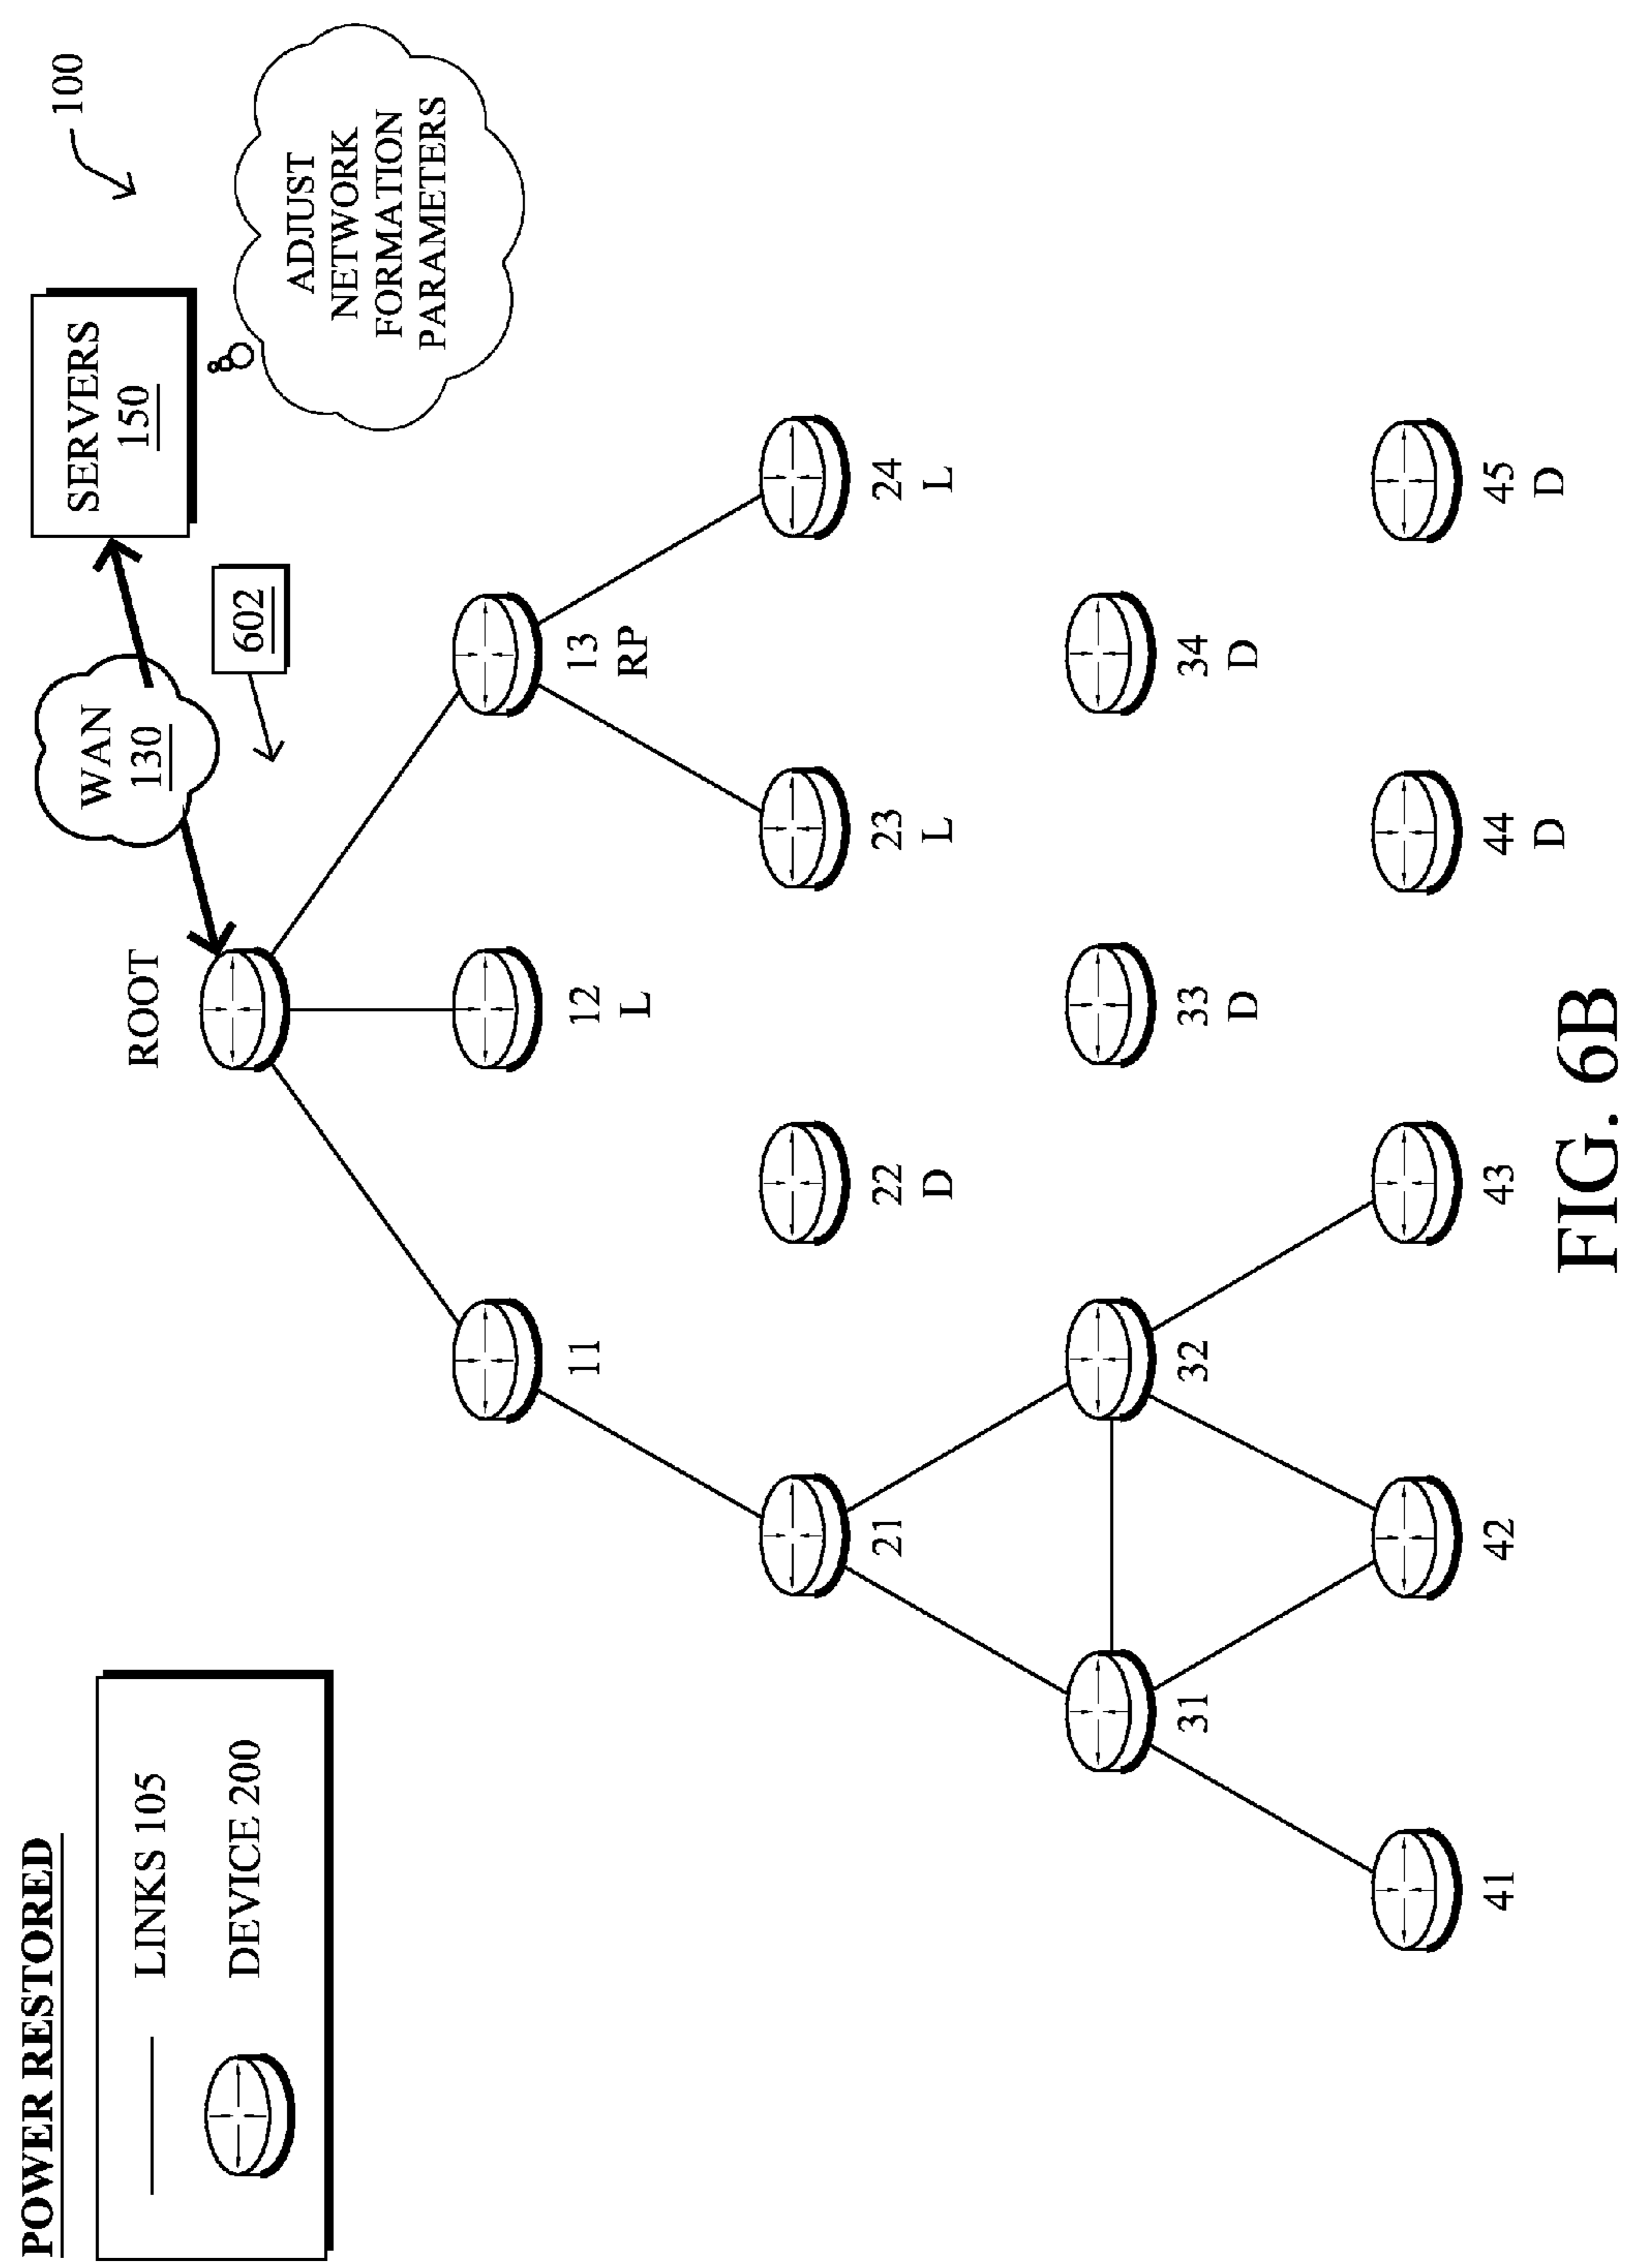 POWER RESTORED
LINKS 105
DEVICE 200
100
SERVERS
150
WAN
130
602
ADJUST
NETWORK
FORMATION
PARAMETERS
ROOT
11
12
L
13
RP
21
22
D
23
L
24
L
31
32
33
D
34
D
41
42
43
44
D
45
D
FIG. 6B